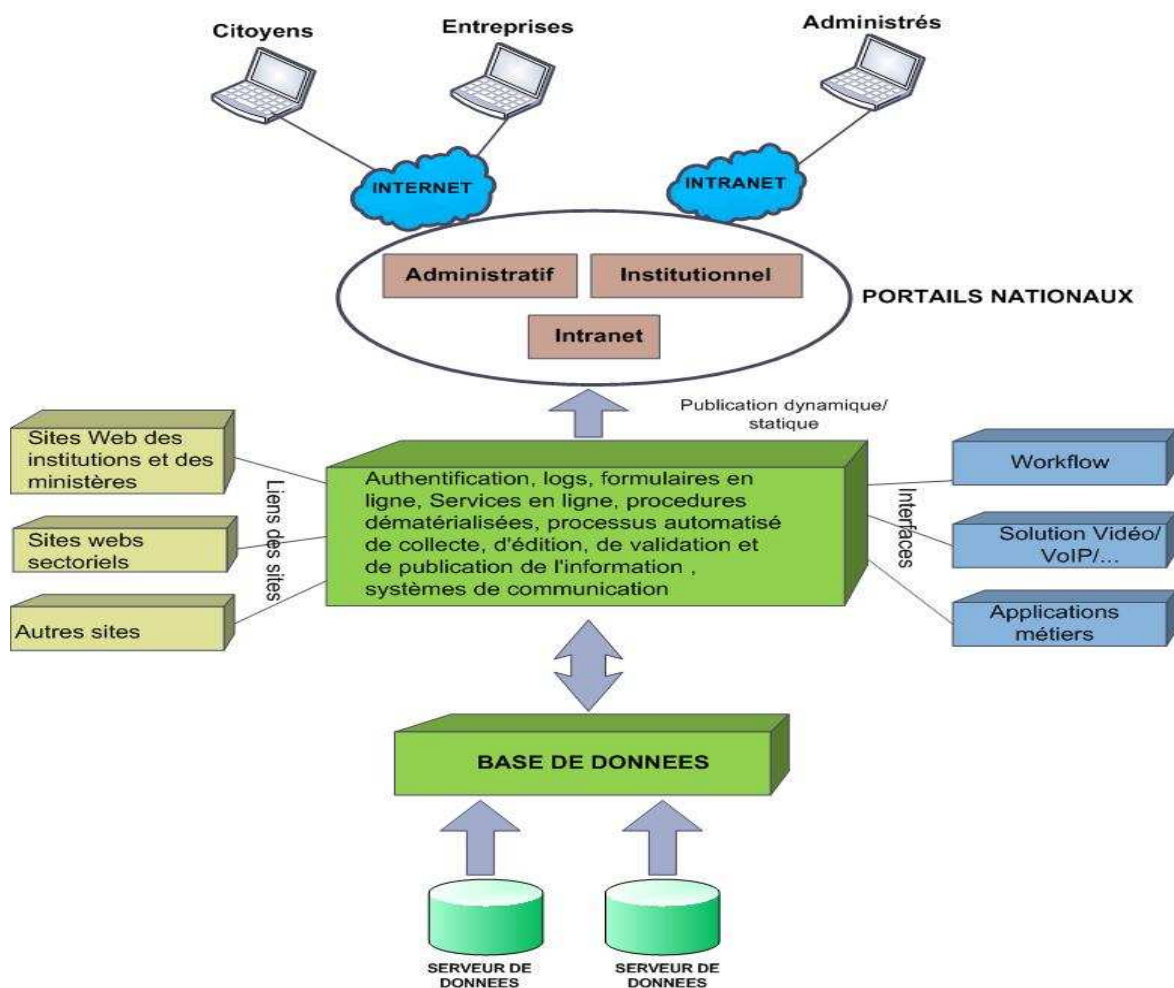 Citoyens
Entreprises
Administrés
INTERNET
INTRANET
Administratif
Institutionnel
Intranet
PORTAILS NATIONAUX
Publication dynamique/
statique
Sites Web des
institutions et des
ministères
Sites webs
sectoriels
Autres sites
Liens des sites
Authentification, logs, formulaires en
ligne, Services en ligne, procedures
dématérialisées, processus automatisé
de collecte, d'édition, de validation et
de publication de l'information ,
systèmes de communication
Interfaces
Workflow
Solution Vidéo/
VoIP/...
Applications
métiers
BASE DE DONNEES
SERVEUR DE
DONNEES
SERVEUR DE
DONNEES